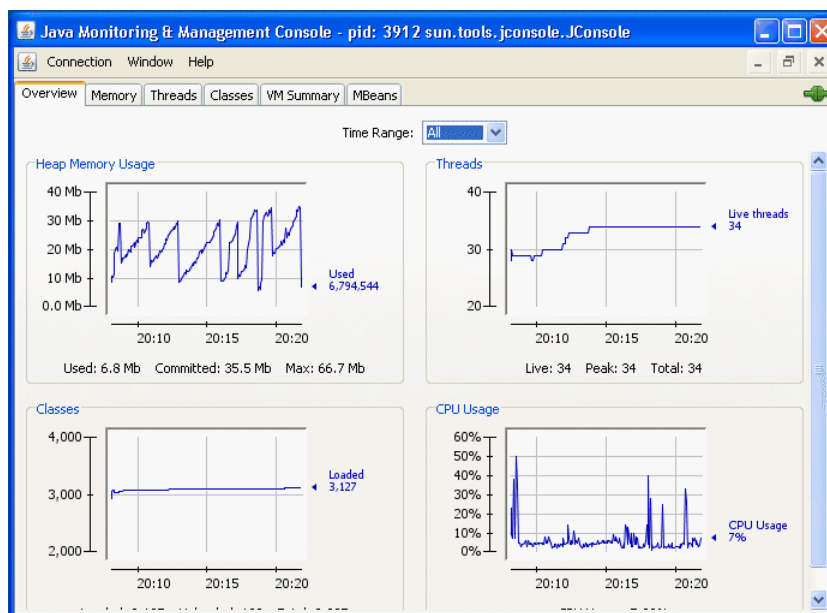 Java Monitoring & Management Console - pid: 3912 sun.tools.jconsole.JConsole
Connection Window Help
Overview Memory Threads Classes VM Summary MBeans
Time Range: All
Heap Memory Usage
40 Mb
30 Mb
20 Mb
10 Mb
0.0 Mb
Used
6,794,544
20:10 20:15 20:20
Used: 6.8 Mb Committed: 35.5 Mb Max: 66.7 Mb
Threads
40
30
20
Live threads
34
20:10 20:15 20:20
Live: 34 Peak: 34 Total: 34
Classes
4,000
3,000
2,000
Loaded
3,127
20:10 20:15 20:20
CPU Usage
60%
50%
40%
30%
20%
10%
0%
CPU Usage
7%
20:10 20:15 20:20